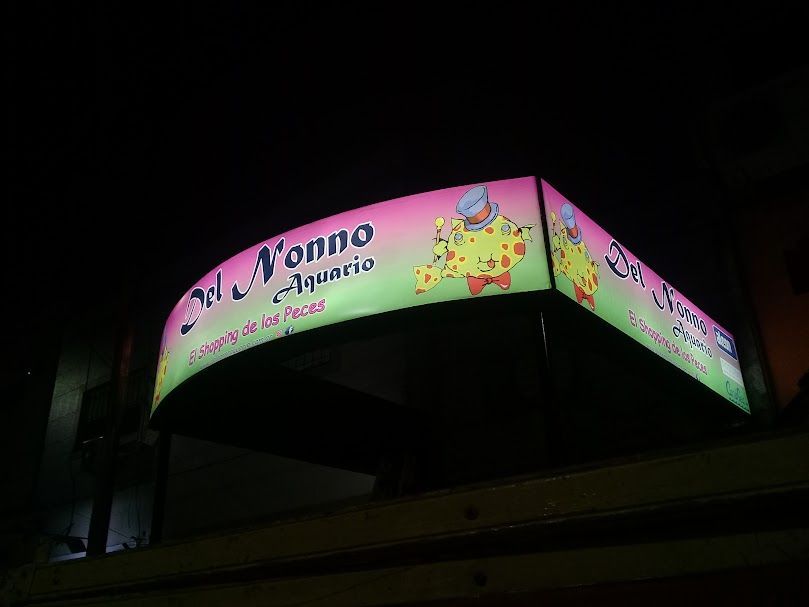 Del Nonno
Aquario
El Shopping de los Peces
Del Nonno
Aquario
El Shopping de los Peces